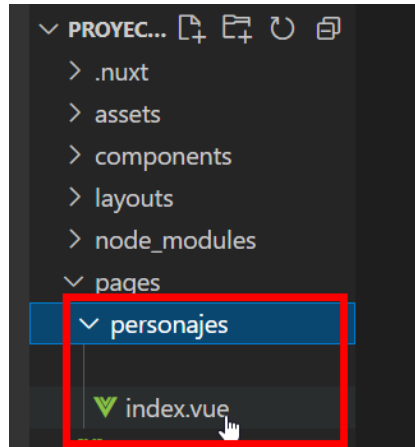 PROYEC...
.nuxt
assets
components
layouts
node_modules
pages
personajes
index.vue